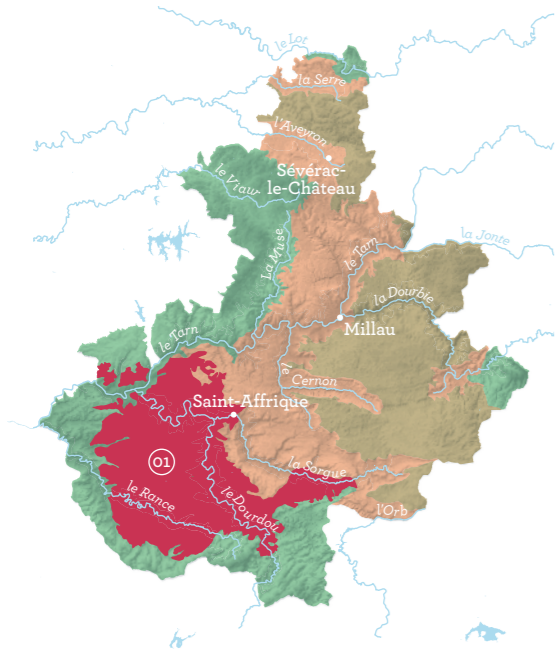 le Lot
la Serre
l'Aveyron
Sévérac-
le-Château
le Viaur
La Muse
le Tarn
la Jonte
la Dourbie
Millau
le Tarn
le Cernon
Saint-Affrique
01
la Sorgue
le Rance
le Dourdou
l'Orb